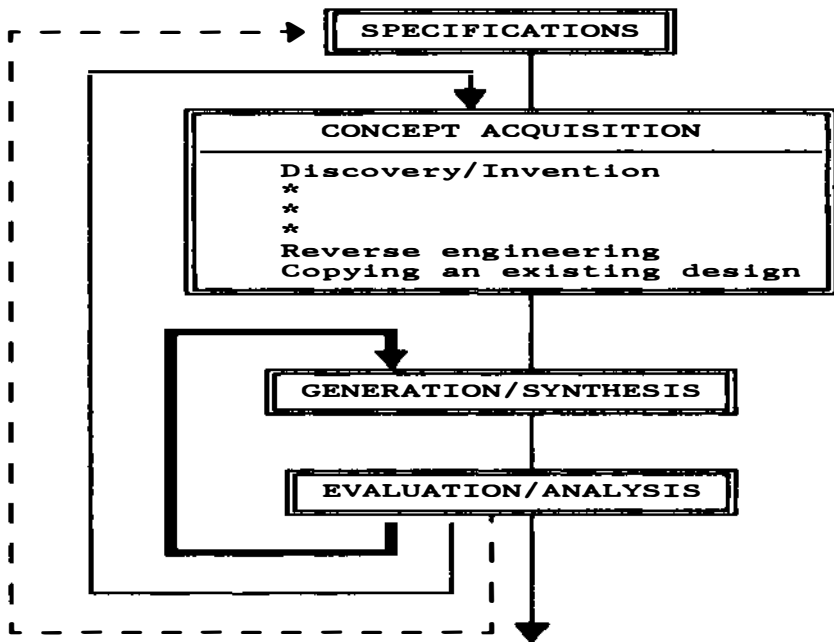 SPECIFICATIONS
CONCEPT ACQUISITION
Discovery/Invention
*
*
*
Reverse engineering
Copying an existing design
GENERATION/SYNTHESIS
EVALUATION/ANALYSIS